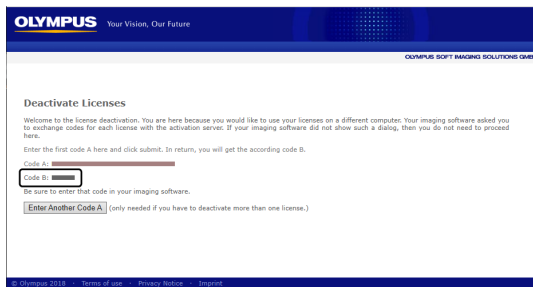 OLYMPUS Your Vision, Our Future
OLYMPUS SOFT IMAGING SOLUTIONS GMB
Deactivate Licenses
Welcome to the license deactivation. You are here because you would like to use your licenses on a different computer. Your imaging software asked you
to exchange codes for each license with the activation server. If your imaging software did not show such a dialog, then you do not need to proceed
here.
Enter the first code A here and click submit. In return, you will get the according code B.
Code A:
Code B:
Be sure to enter that code in your imaging software.
Enter Another Code A (only needed if you have to deactivate more than one license.)
© Olympus 2018 · Terms of use · Privacy Notice · Imprint